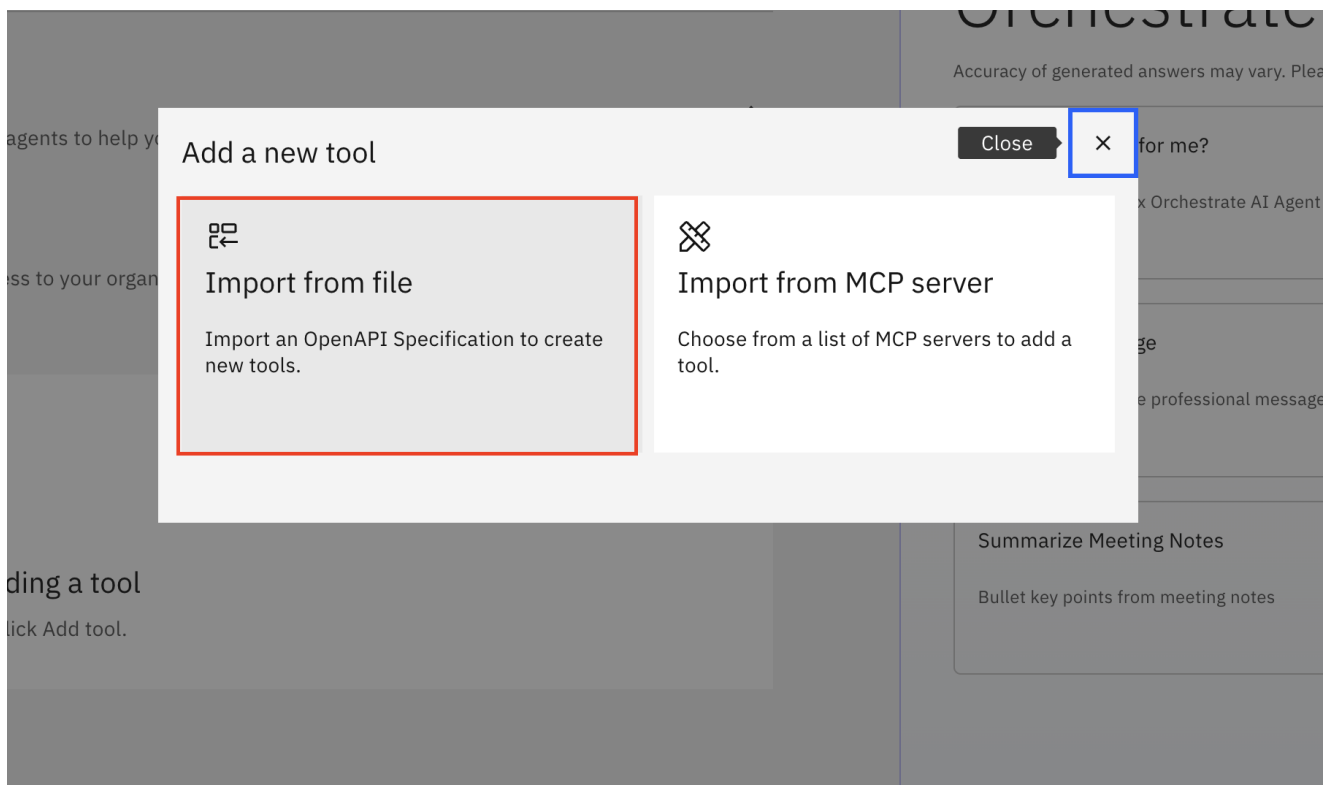 Orchestrate
Accuracy of generated answers may vary. Plea
agents to help yo
Add a new tool
Close
for me?
x Orchestrate AI Agent
Import from file
Import from MCP server
ess to your organ
Import an OpenAPI Specification to create
new tools.
Choose from a list of MCP servers to add a
tool.
ge
e professional message
Summarize Meeting Notes
Bullet key points from meeting notes
ding a tool
lick Add tool.